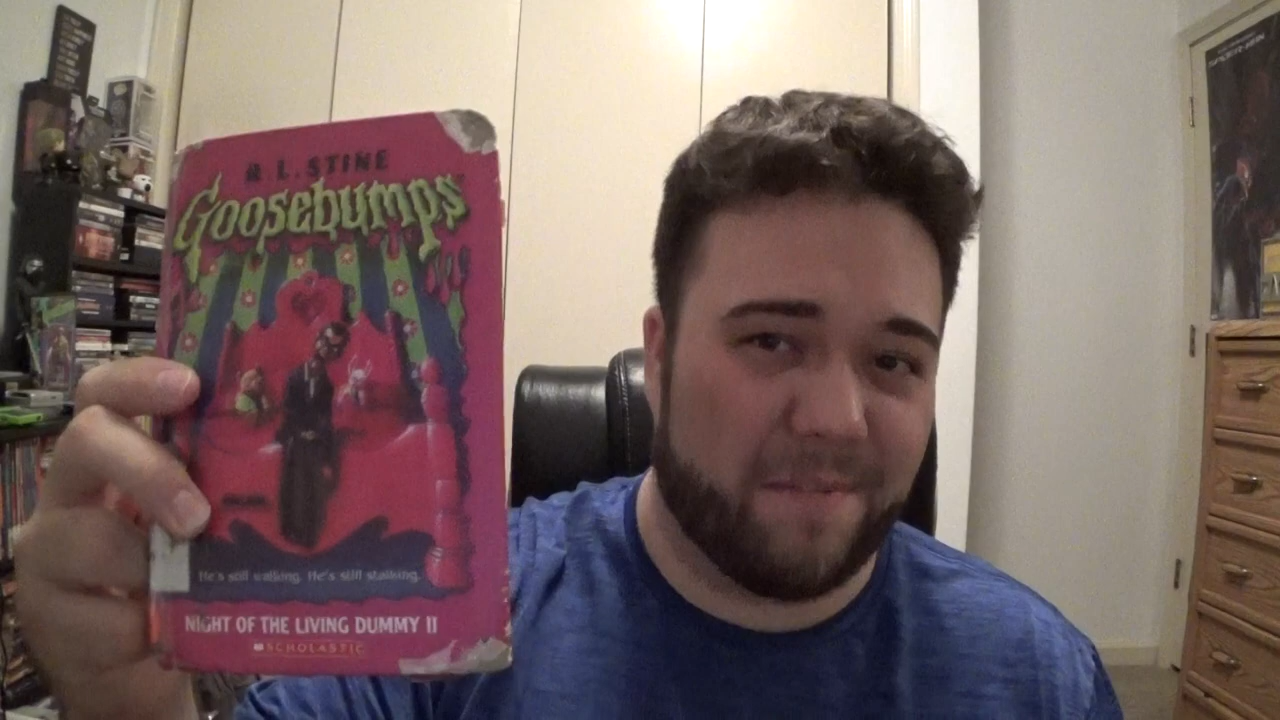 R. L. STINE
Goosebumps
He's still walking. He's still stalking.
NIGHT OF THE LIVING DUMMY II
SCHOLASTIC